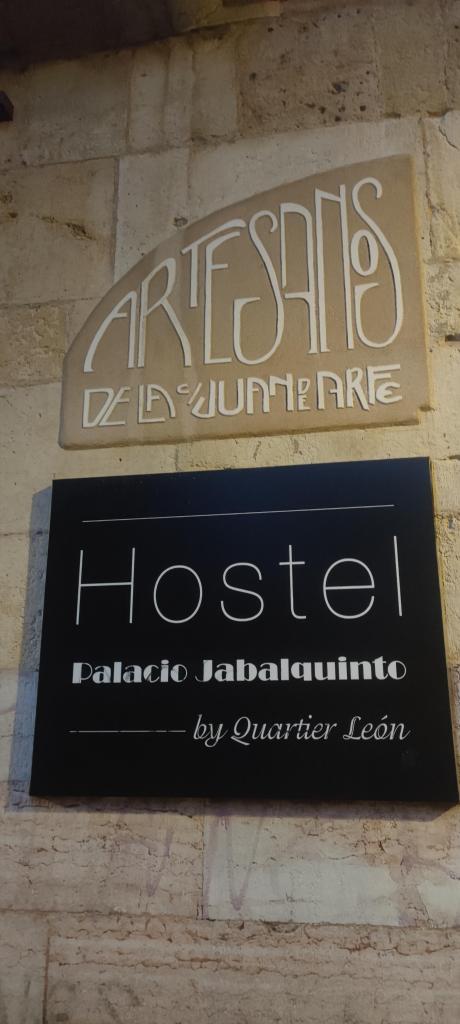 ARTESANOS
DE LA C/ JUAN DE ARFE
Hostel
Palacio Jabalquinto
by Quartier León